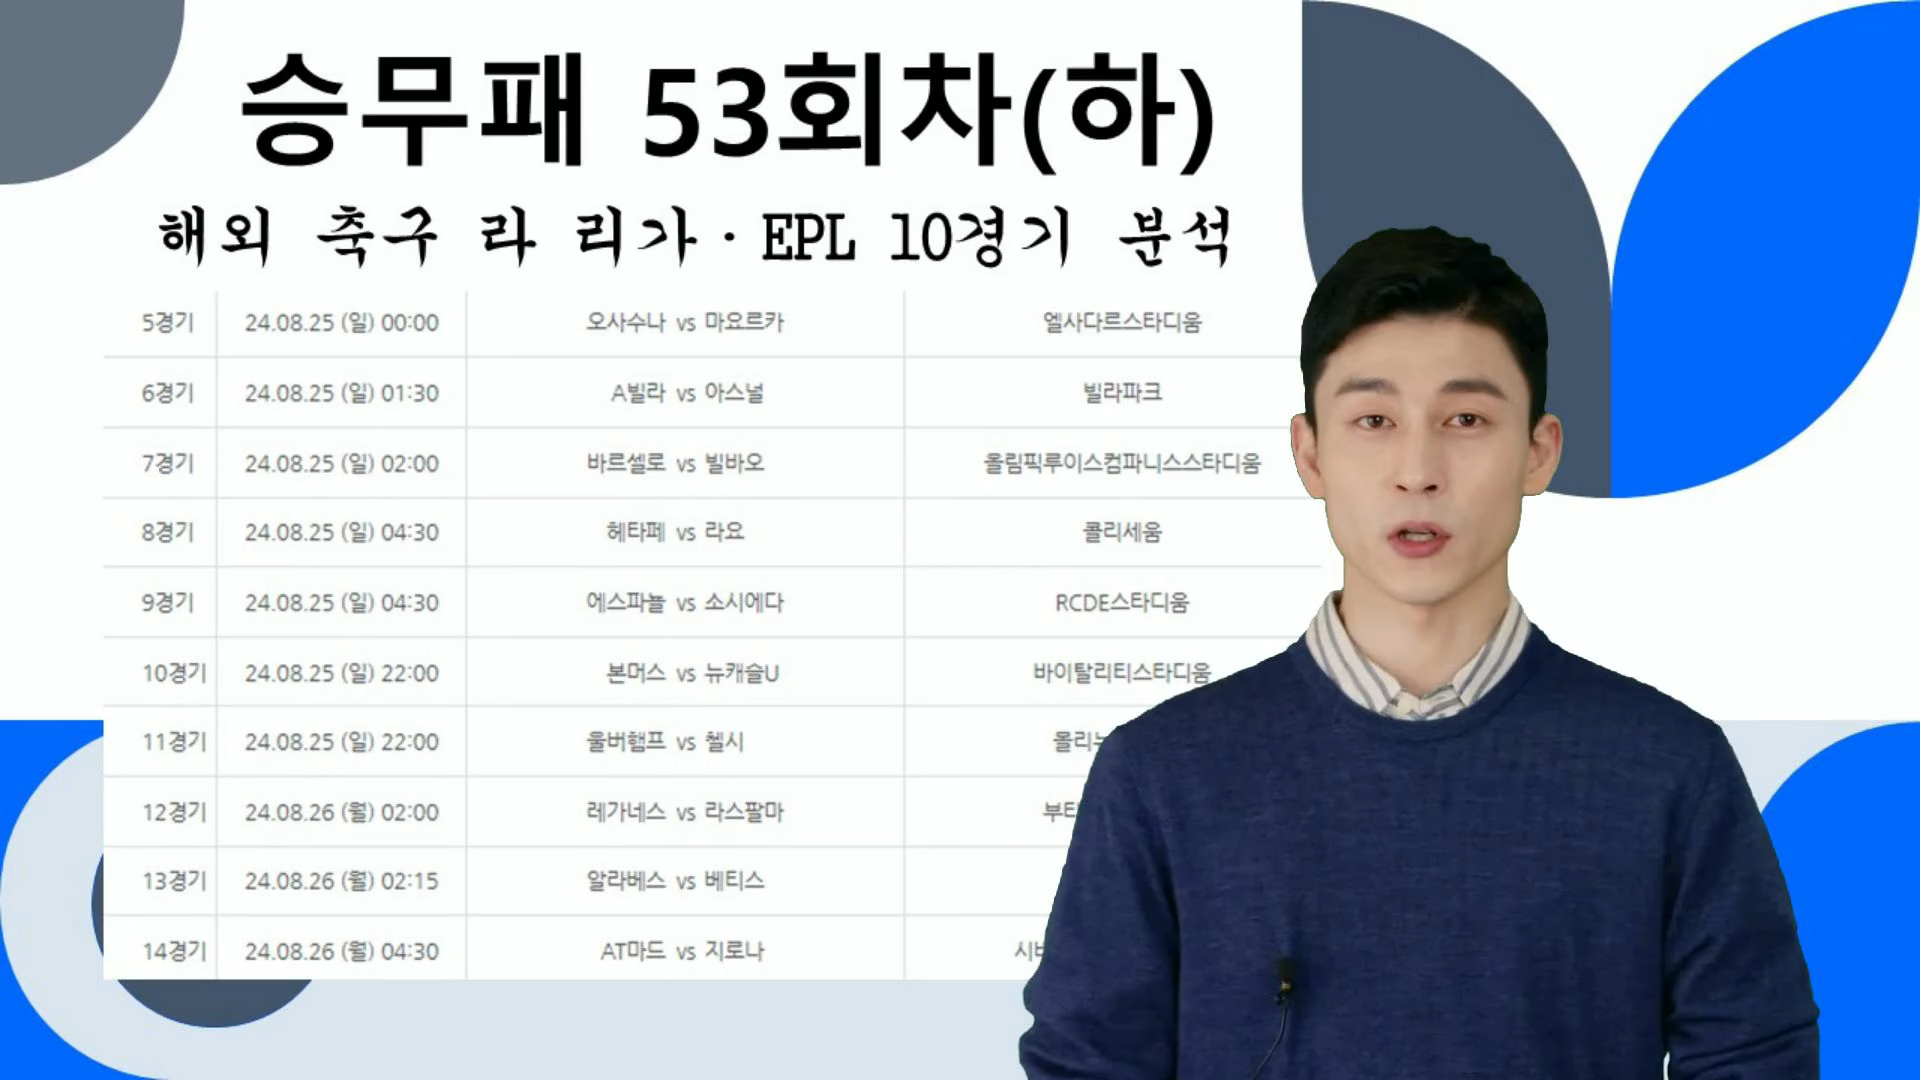 승무패 53회차(하)
해외 축구 라 리가·EPL 10경기 분석
5경기 24.08.25 (일) 00:00 오사수나 vs 마요르카 엘사다르스타디움
6경기 24.08.25 (일) 01:30 A빌라 vs 아스널 빌라파크
7경기 24.08.25 (일) 02:00 바르셀로 vs 빌바오 올림픽루이스컴파니스스타디움
8경기 24.08.25 (일) 04:30 헤타페 vs 라요 콜리세움
9경기 24.08.25 (일) 04:30 에스파뇰 vs 소시에다 RCDE스타디움
10경기 24.08.25 (일) 22:00 본머스 vs 뉴캐슬U 바이탈리티스타디움
11경기 24.08.25 (일) 22:00 울버햄프 vs 첼시 몰리
12경기 24.08.26 (월) 02:00 레가네스 vs 라스팔마 부
13경기 24.08.26 (월) 02:15 알라베스 vs 베티스
14경기 24.08.26 (월) 04:30 AT마드 vs 지로나 시